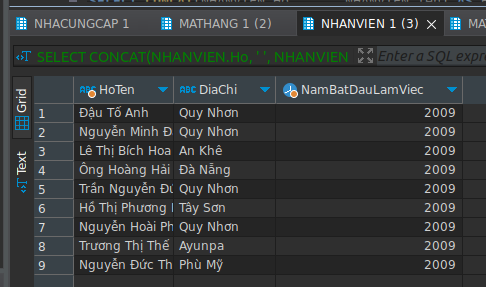 NHACUNGCAP 1 MATHANG 1 (2) NHANVIEN 1 (3) MA
SELECT CONCAT(NHANVIEN.Ho, ' ', NHANVIEN Enter a SQL expres
Grid
Text
HoTen DiaChi NamBatDauLamViec
1 Đậu Tố Anh Quy Nhơn 2009
2 Nguyễn Minh Đ Quy Nhơn 2009
3 Lê Thị Bích Hoa An Khê 2009
4 Ông Hoàng Hải Đà Nẵng 2009
5 Trần Nguyễn Đứ Quy Nhơn 2009
6 Hồ Thị Phương Tây Sơn 2009
7 Nguyễn Hoài Ph Quy Nhơn 2009
8 Trương Thị Thế Ayunpa 2009
9 Nguyễn Đức Th Phù Mỹ 2009